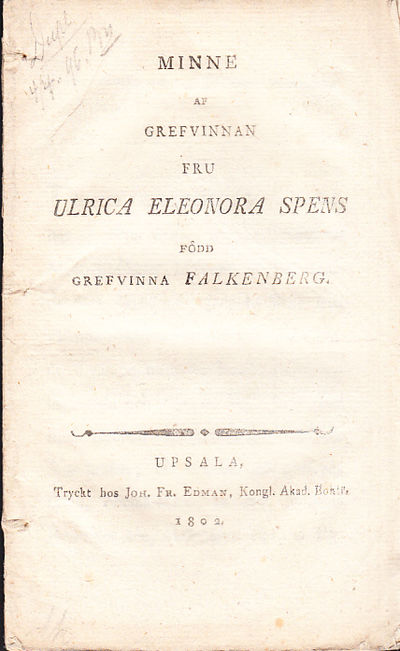 MINNE
AF
GREFVINNAN
FRU
ULRICA ELEONORA SPENS
FÖDD
GREFVINNA FALKENBERG.
UPSALA,
Tryckt hos JOH. FR. EDMAN, Kongl. Akad. Boktr.
1802.